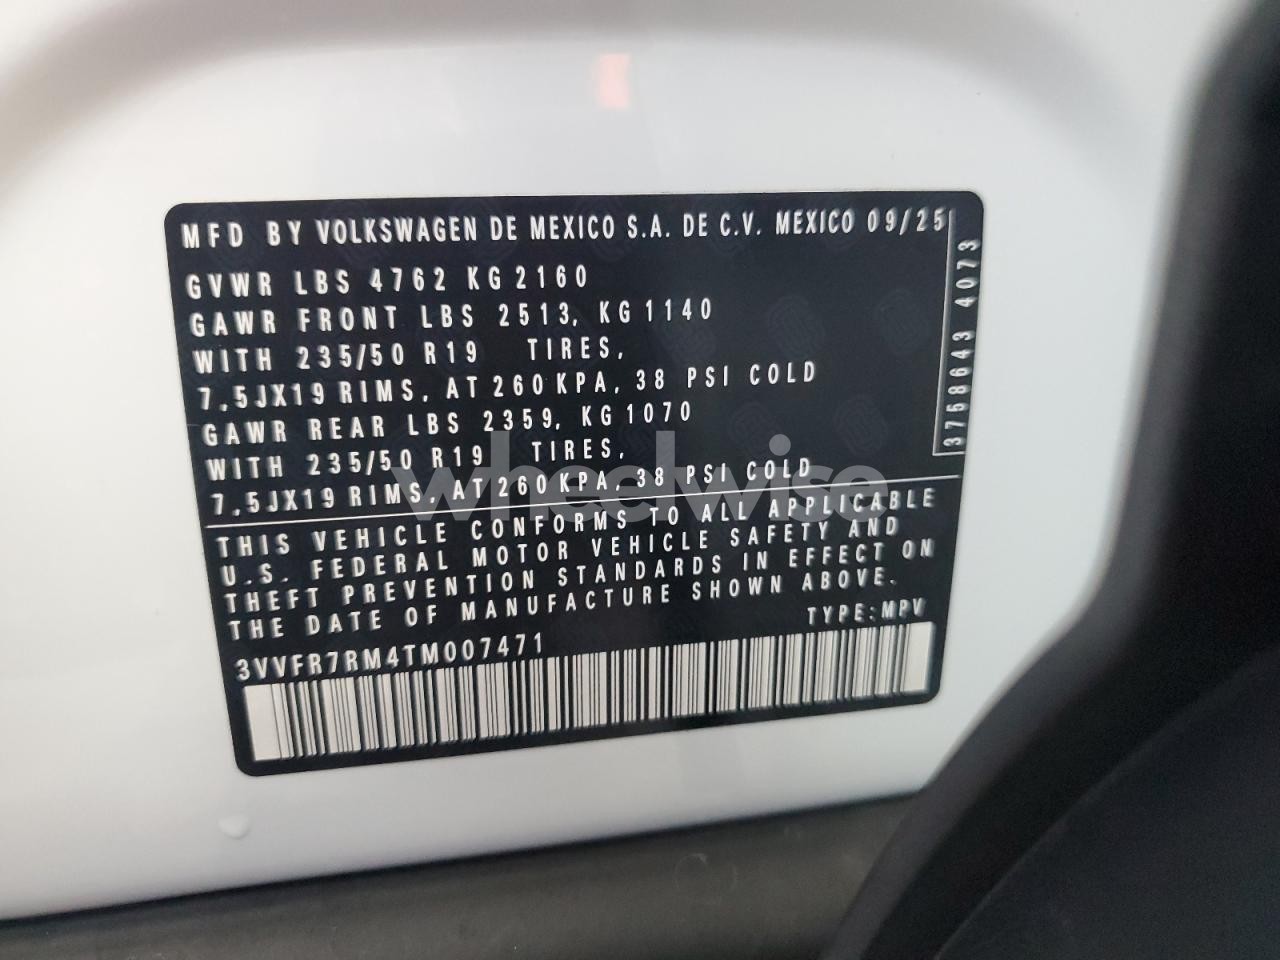 MFD BY VOLKSWAGEN DE MEXICO S.A. DE C.V. MEXICO 09/25
GVWR LBS 4762 KG 2160
GAWR FRONT LBS 2513, KG 1140
WITH 235/50 R19 TIRES,
7,5JX19 RIMS, AT 260 KPA, 38 PSI COLD
GAWR REAR LBS 2359, KG 1070
WITH 235/50 R19 TIRES,
7,5JX19 RIMS, AT 260 KPA, 38 PSI COLD
3758643 4073
wheelwise
THIS VEHICLE CONFORMS TO ALL APPLICABLE
U.S. FEDERAL MOTOR VEHICLE SAFETY AND
THEFT PREVENTION STANDARDS IN EFFECT ON
THE DATE OF MANUFACTURE SHOWN ABOVE.
TYPE: MPV
3VVFR7RM4TM007471